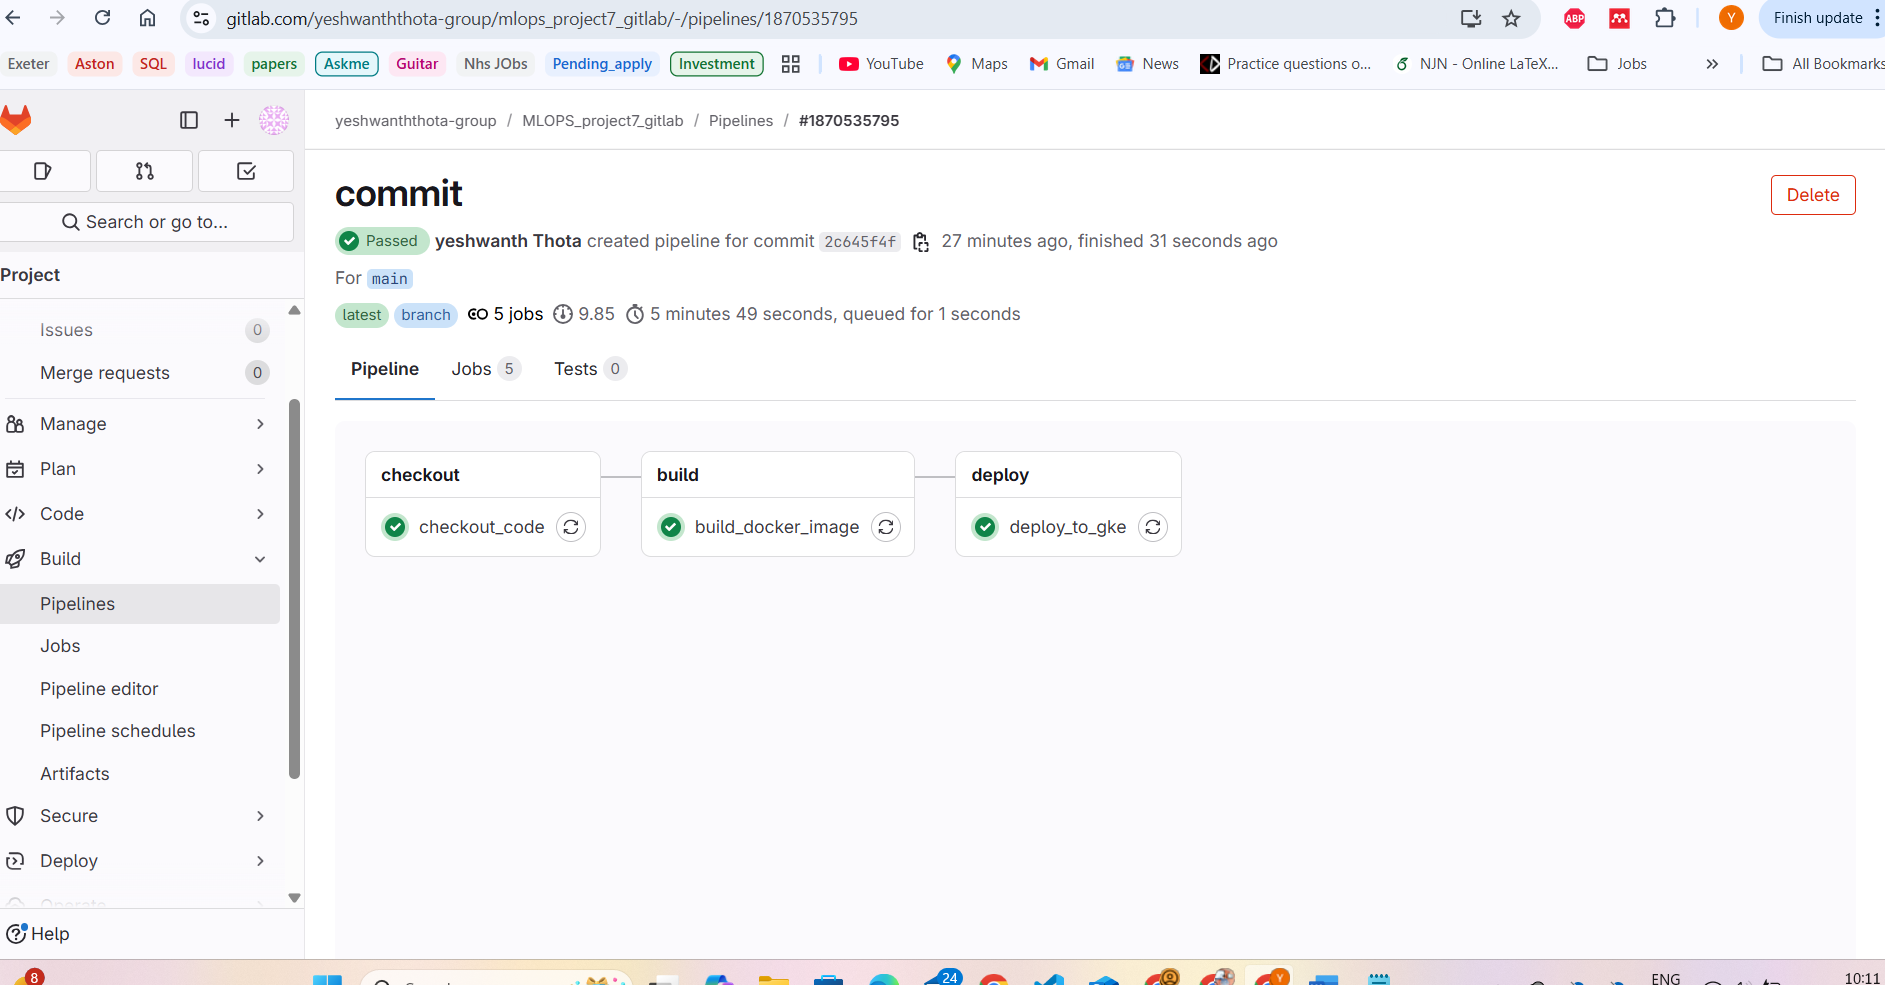 gitlab.com/yeshwanththota-group/mlops_project7_gitlab/-/pipelines/1870535795
ABP
Y
Finish update
Exeter Aston SQL lucid papers Askme Guitar Nhs JObs Pending_apply Investment YouTube Maps Gmail News Practice questions o... NJN - Online LaTeX... Jobs » All Bookmarks
yeshwanththota-group / MLOPS_project7_gitlab / Pipelines / #1870535795
Search or go to...
Project
Issues 0
Merge requests 0
Manage
Plan
Code
Build
Pipelines
Jobs
Pipeline editor
Pipeline schedules
Artifacts
Secure
Deploy
Operate
Help
commit
Delete
Passed yeshwanth Thota created pipeline for commit 2c645f4f 27 minutes ago, finished 31 seconds ago
For main
latest branch 5 jobs 9.85 5 minutes 49 seconds, queued for 1 seconds
Pipeline Jobs 5 Tests 0
checkout
checkout_code
build
build_docker_image
deploy
deploy_to_gke
8
24
Y
ENG
10:11